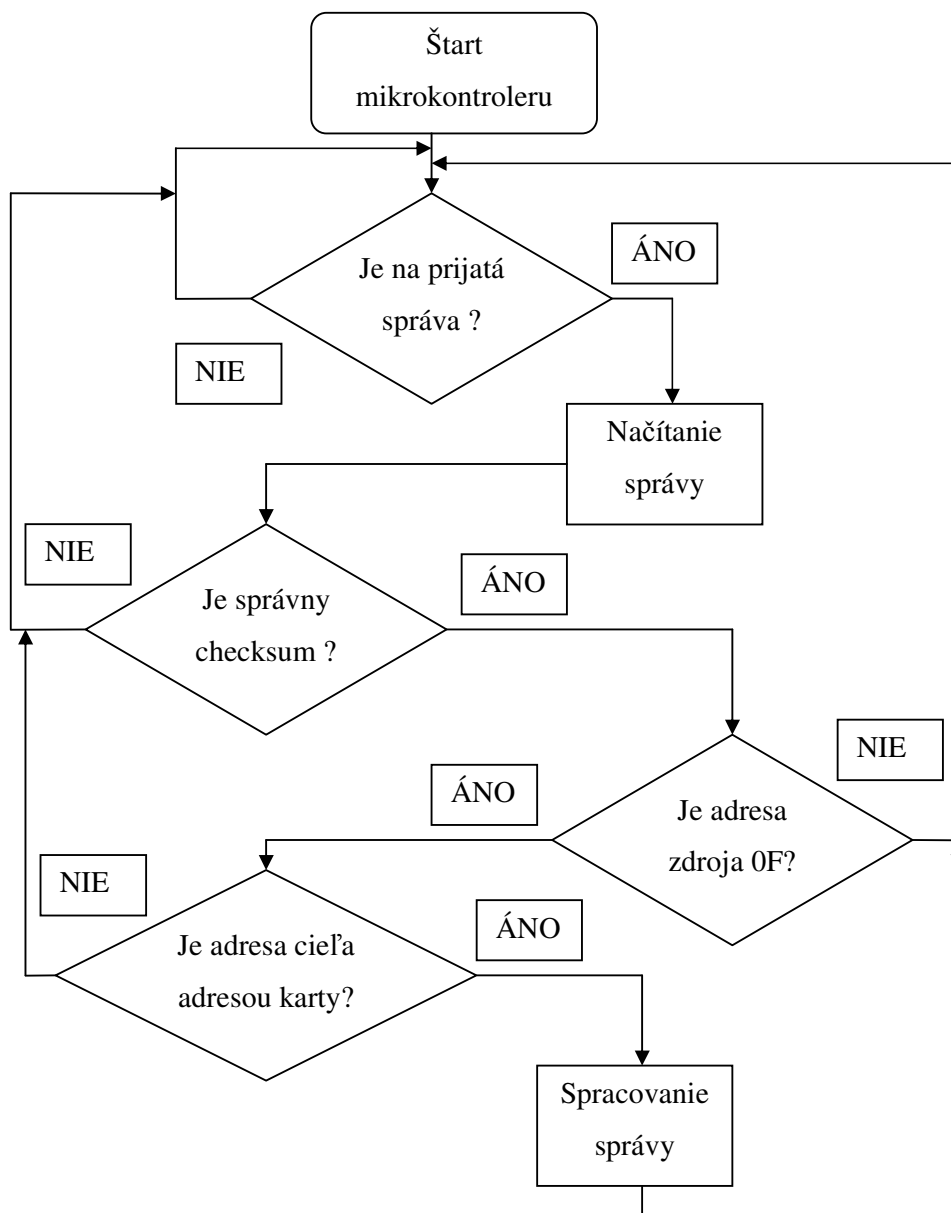 Štart
mikrokontroleru
Je na prijatá
správa ?
ÁNO
NIE
Načítanie
správy
NIE
Je správny
checksum ?
ÁNO
NIE
ÁNO
Je adresa
zdroja 0F?
NIE
Je adresa cieľa
adresou karty?
ÁNO
Spracovanie
správy